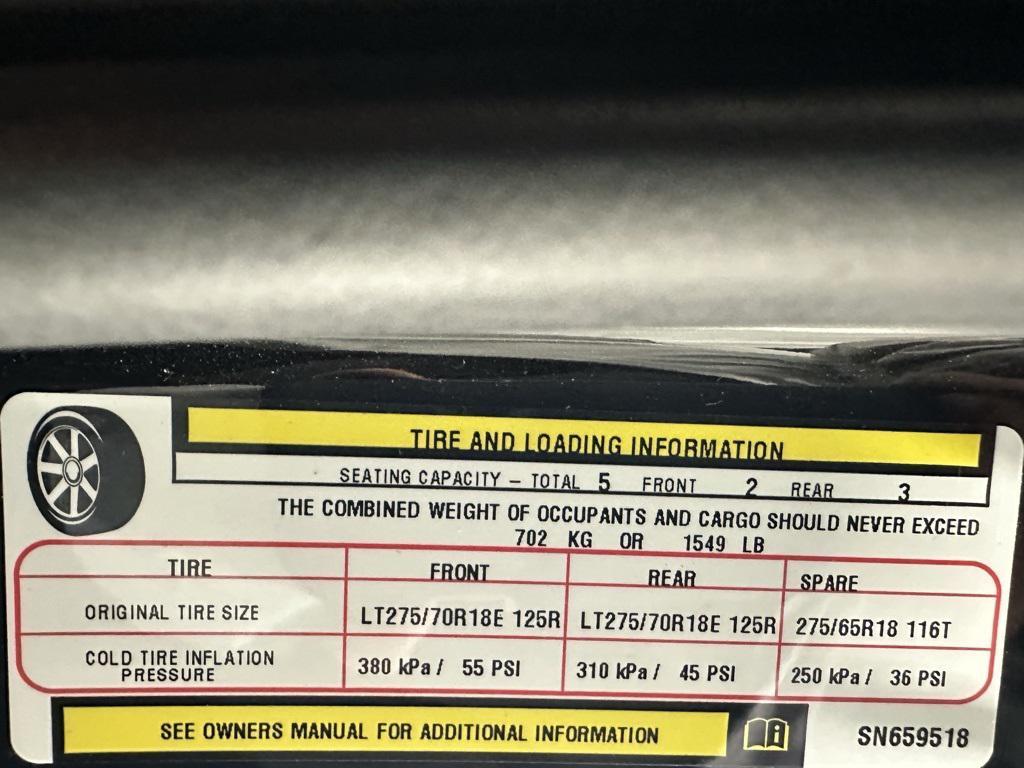 TIRE AND LOADING INFORMATION
SEATING CAPACITY – TOTAL 5 FRONT 2 REAR 3
THE COMBINED WEIGHT OF OCCUPANTS AND CARGO SHOULD NEVER EXCEED
702 KG OR 1549 LB
TIRE FRONT REAR SPARE
ORIGINAL TIRE SIZE LT275/70R18E 125R LT275/70R18E 125R 275/65R18 116T
COLD TIRE INFLATION
PRESSURE 380 kPa / 55 PSI 310 kPa / 45 PSI 250 kPa / 36 PSI
SEE OWNERS MANUAL FOR ADDITIONAL INFORMATION
SN659518